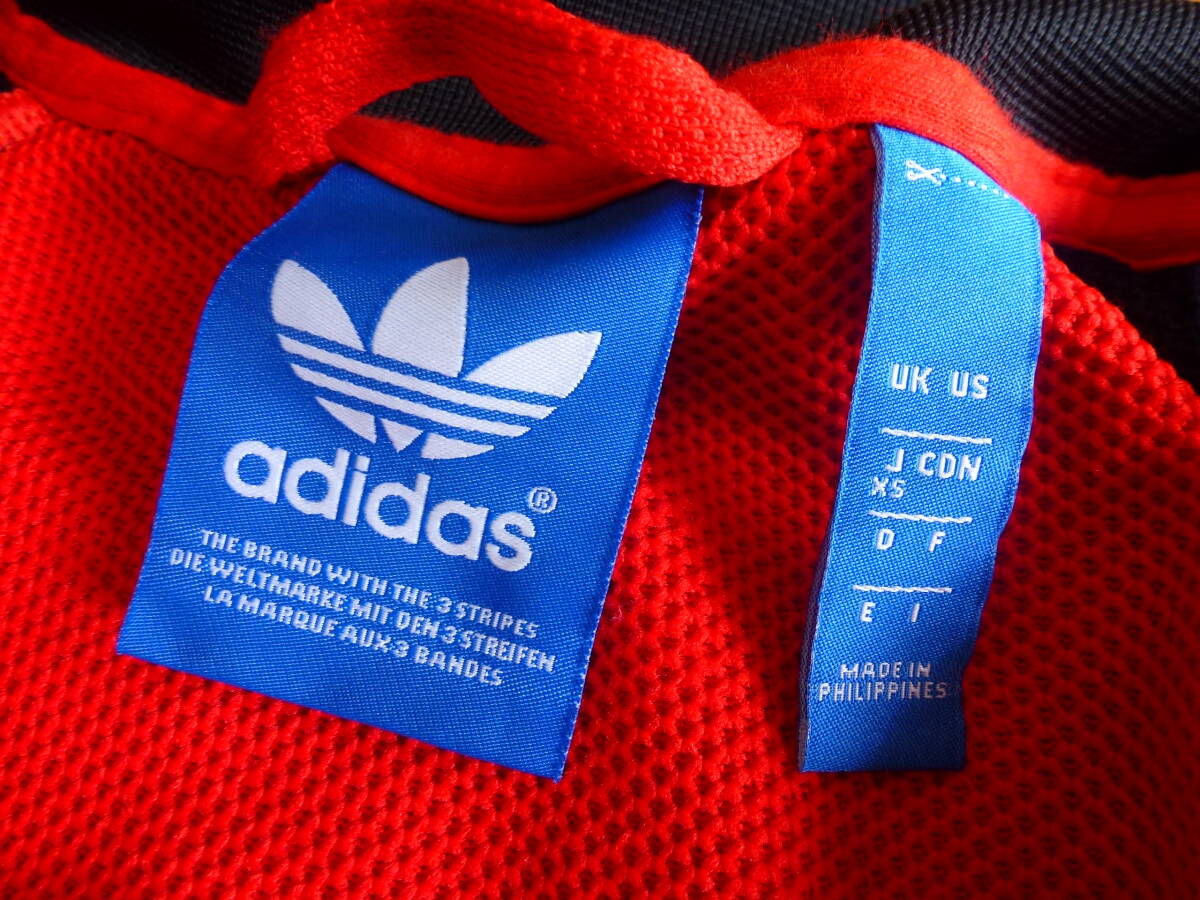 adidas®
THE BRAND WITH THE 3 STRIPES
DIE WELTMARKE MIT DEN 3 STREIFEN
LA MARQUE AUX 3 BANDES
UK US
J CDN
XS
D F
E I
MADE IN
PHILIPPINES